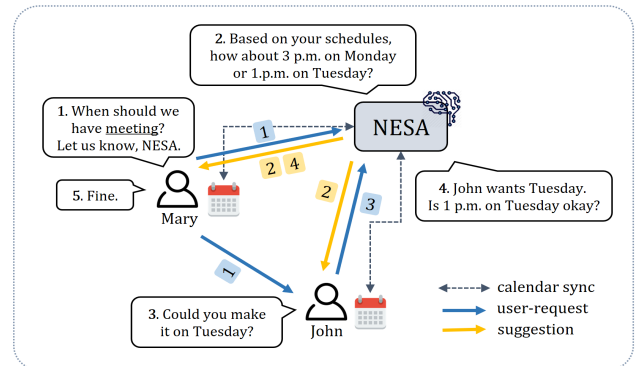 2. Based on your schedules,
how about 3 p.m. on Monday
or 1.p.m. on Tuesday?
1. When should we
have meeting?
Let us know, NESA.
1
NESA
2 4
5. Fine.
Mary
2
3
4. John wants Tuesday.
Is 1 p.m. on Tuesday okay?
1
3. Could you make
it on Tuesday?
John
calendar sync
user-request
suggestion